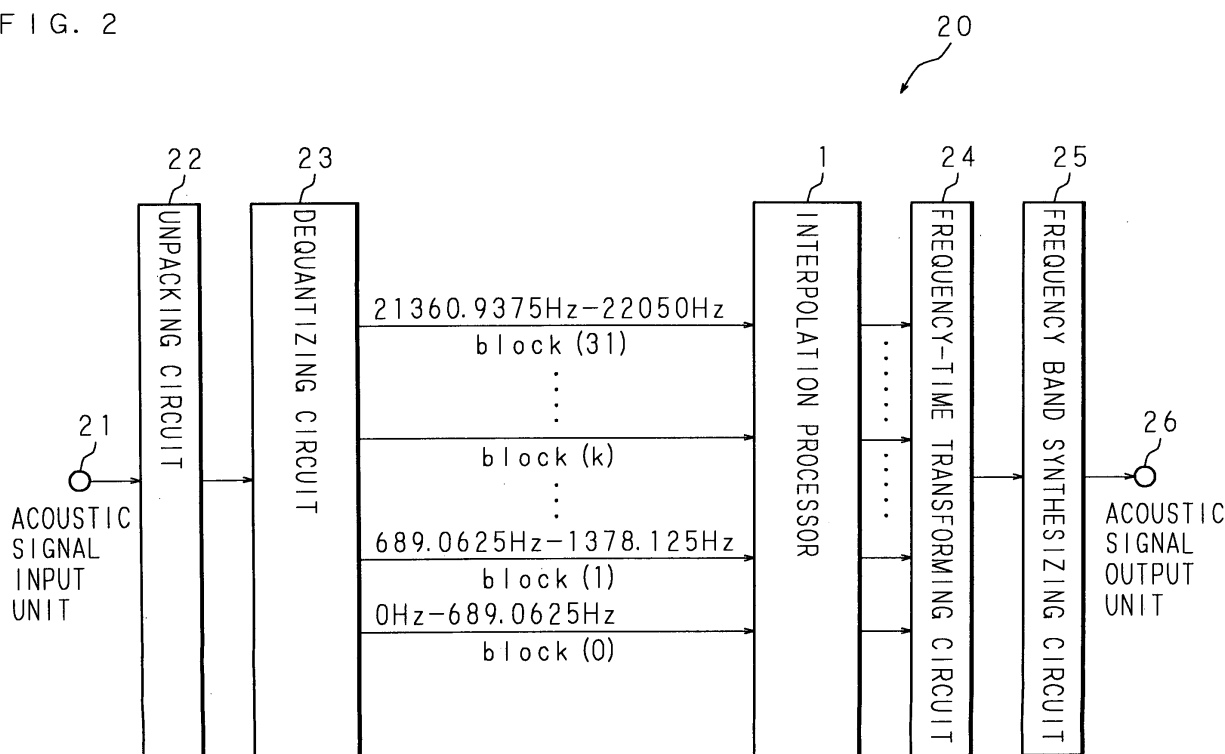 FIG. 2
20
22
23
1
24
25
UNPACKING CIRCUIT
DEQUANTIZING CIRCUIT
INTERPOLATION PROCESSOR
FREQUENCY-TIME TRANSFORMING CIRCUIT
FREQUENCY BAND SYNTHESIZING CIRCUIT
21360.9375Hz-22050Hz
block (31)
block (k)
689.0625Hz-1378.125Hz
block (1)
0Hz-689.0625Hz
block (0)
21
ACOUSTIC
SIGNAL
INPUT
UNIT
26
ACOUSTIC
SIGNAL
OUTPUT
UNIT